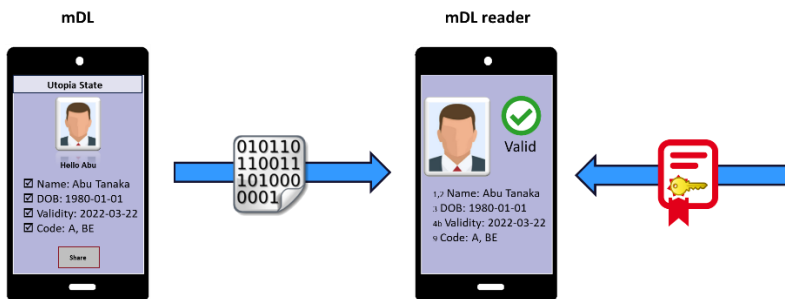 mDL
mDL reader
Utopia State
Hello Abu
☑ Name: Abu Tanaka
☑ DOB: 1980-01-01
☑ Validity: 2022-03-22
☑ Code: A, BE
Share
010110
110011
101000
0001
Valid
1,2 Name: Abu Tanaka
3 DOB: 1980-01-01
4b Validity: 2022-03-22
9 Code: A, BE